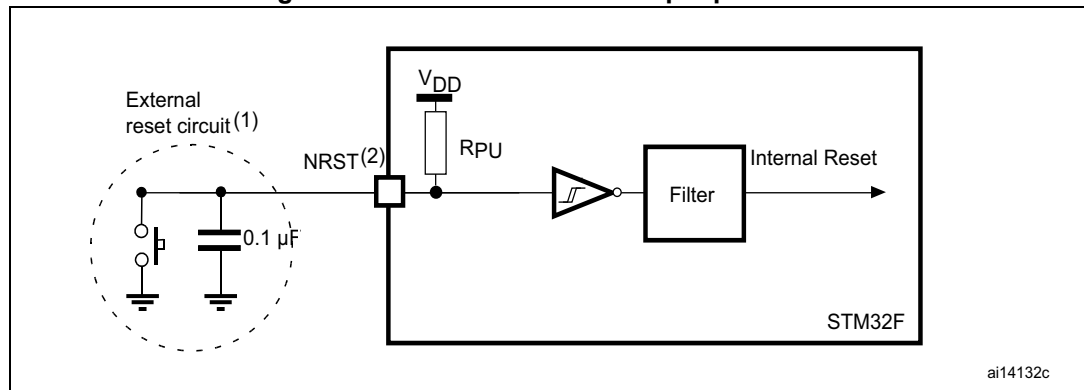 External
reset circuit(1)
VDD
NRST(2)
RPU
Internal Reset
Filter
0.1 µF
STM32F
ai14132c